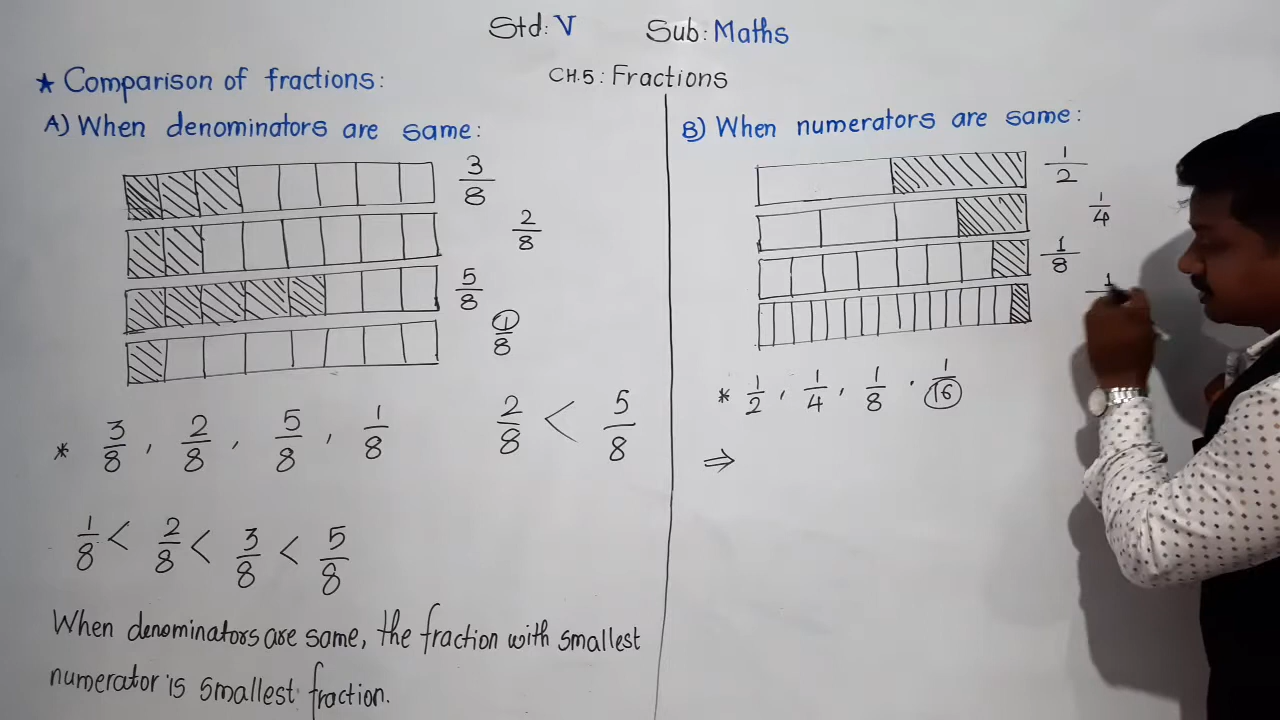 Std: V Sub: Maths
CH.5: Fractions
★ Comparison of fractions:
A) When denominators are same:
3/8
2/8
5/8
1/8
* 3/8, 2/8, 5/8, 1/8
2/8 < 5/8
1/8 < 2/8 < 3/8 < 5/8
When denominators are same, the fraction with smallest
numerator is smallest fraction.
B) When numerators are same:
1/2
1/4
1/8
1
* 1/2, 1/4, 1/8, 1/16
⇒